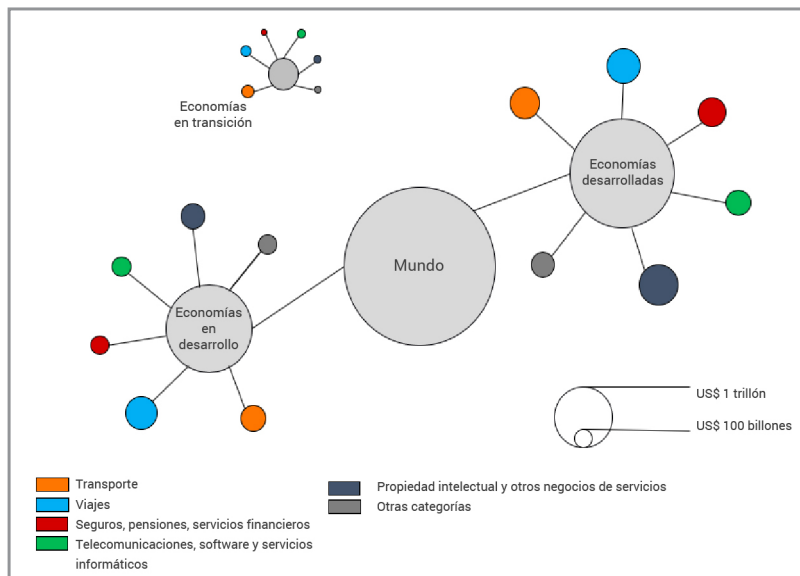 Economías
en transición
Economías
desarrolladas
Mundo
Economías
en
desarrollo
US$ 1 trillón
US$ 100 billones
Transporte
Viajes
Seguros, pensiones, servicios financieros
Telecomunicaciones, software y servicios
informáticos
Propiedad intelectual y otros negocios de servicios
Otras categorías